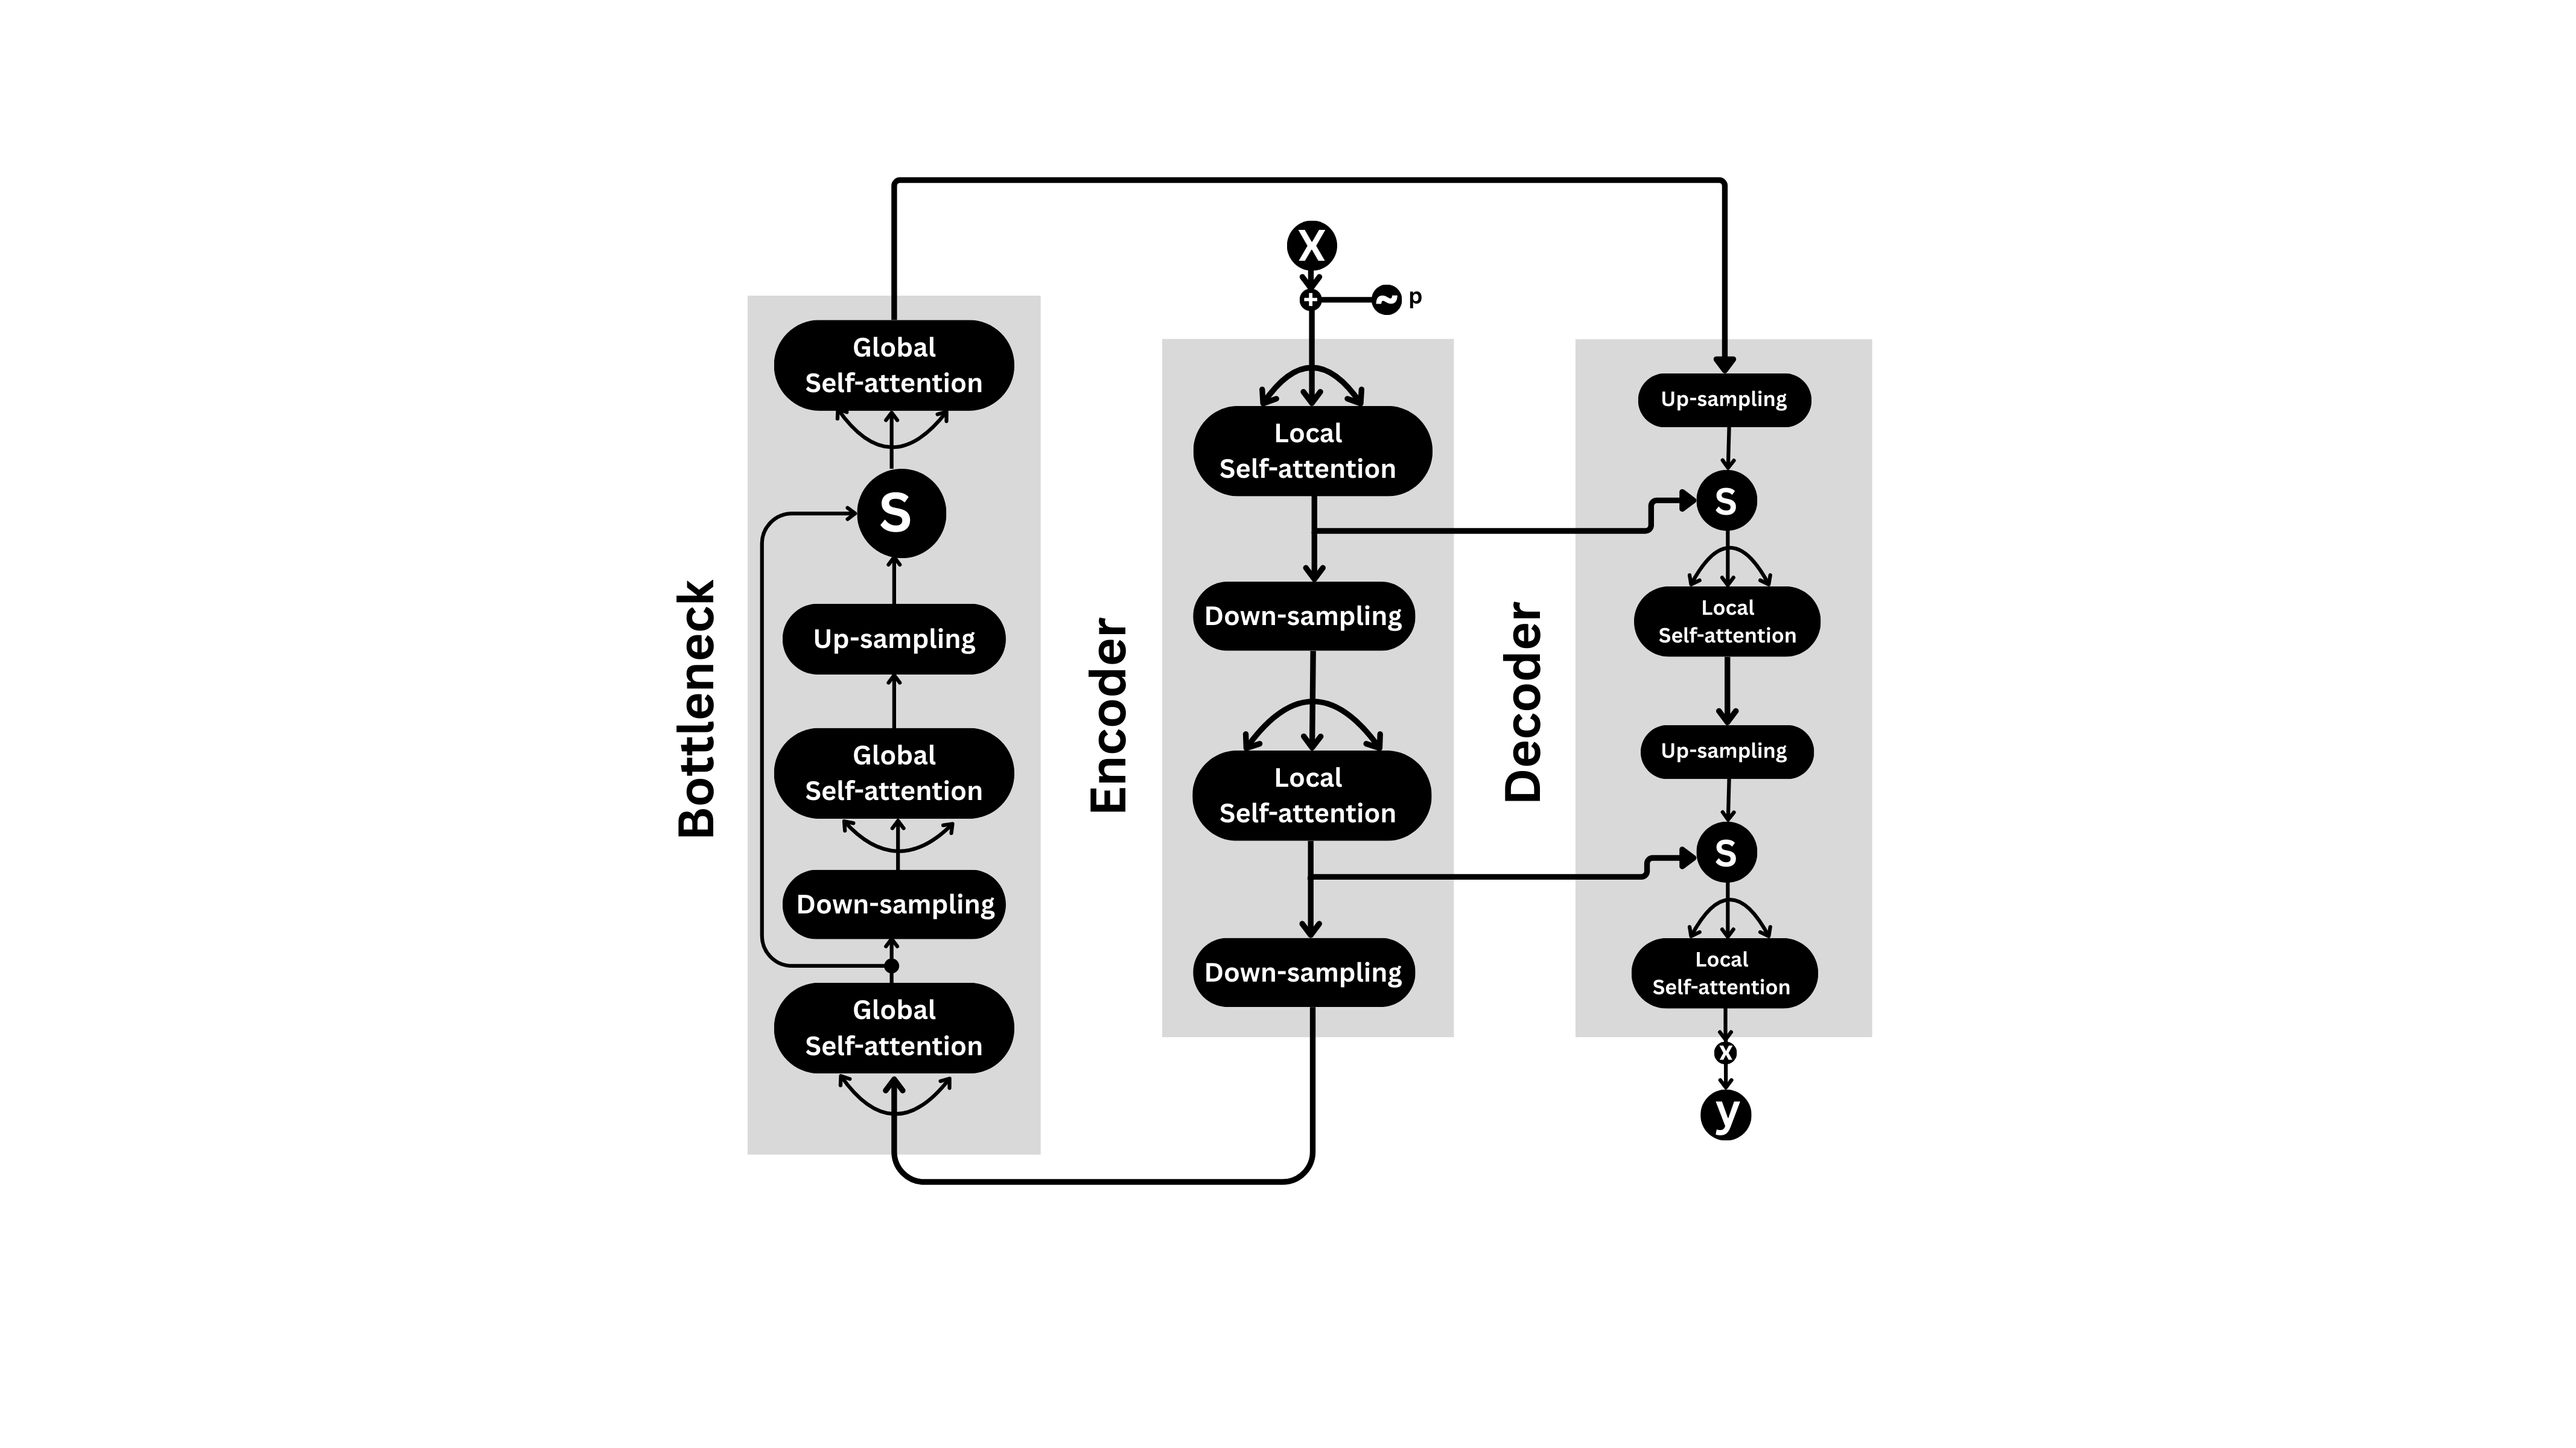 Bottleneck
Global
Self-attention
S
Up-sampling
Global
Self-attention
Down-sampling
Global
Self-attention
Encoder
X
+
~ p
Local
Self-attention
Down-sampling
Local
Self-attention
Down-sampling
Decoder
Up-sampling
S
Local
Self-attention
Up-sampling
S
Local
Self-attention
x
y